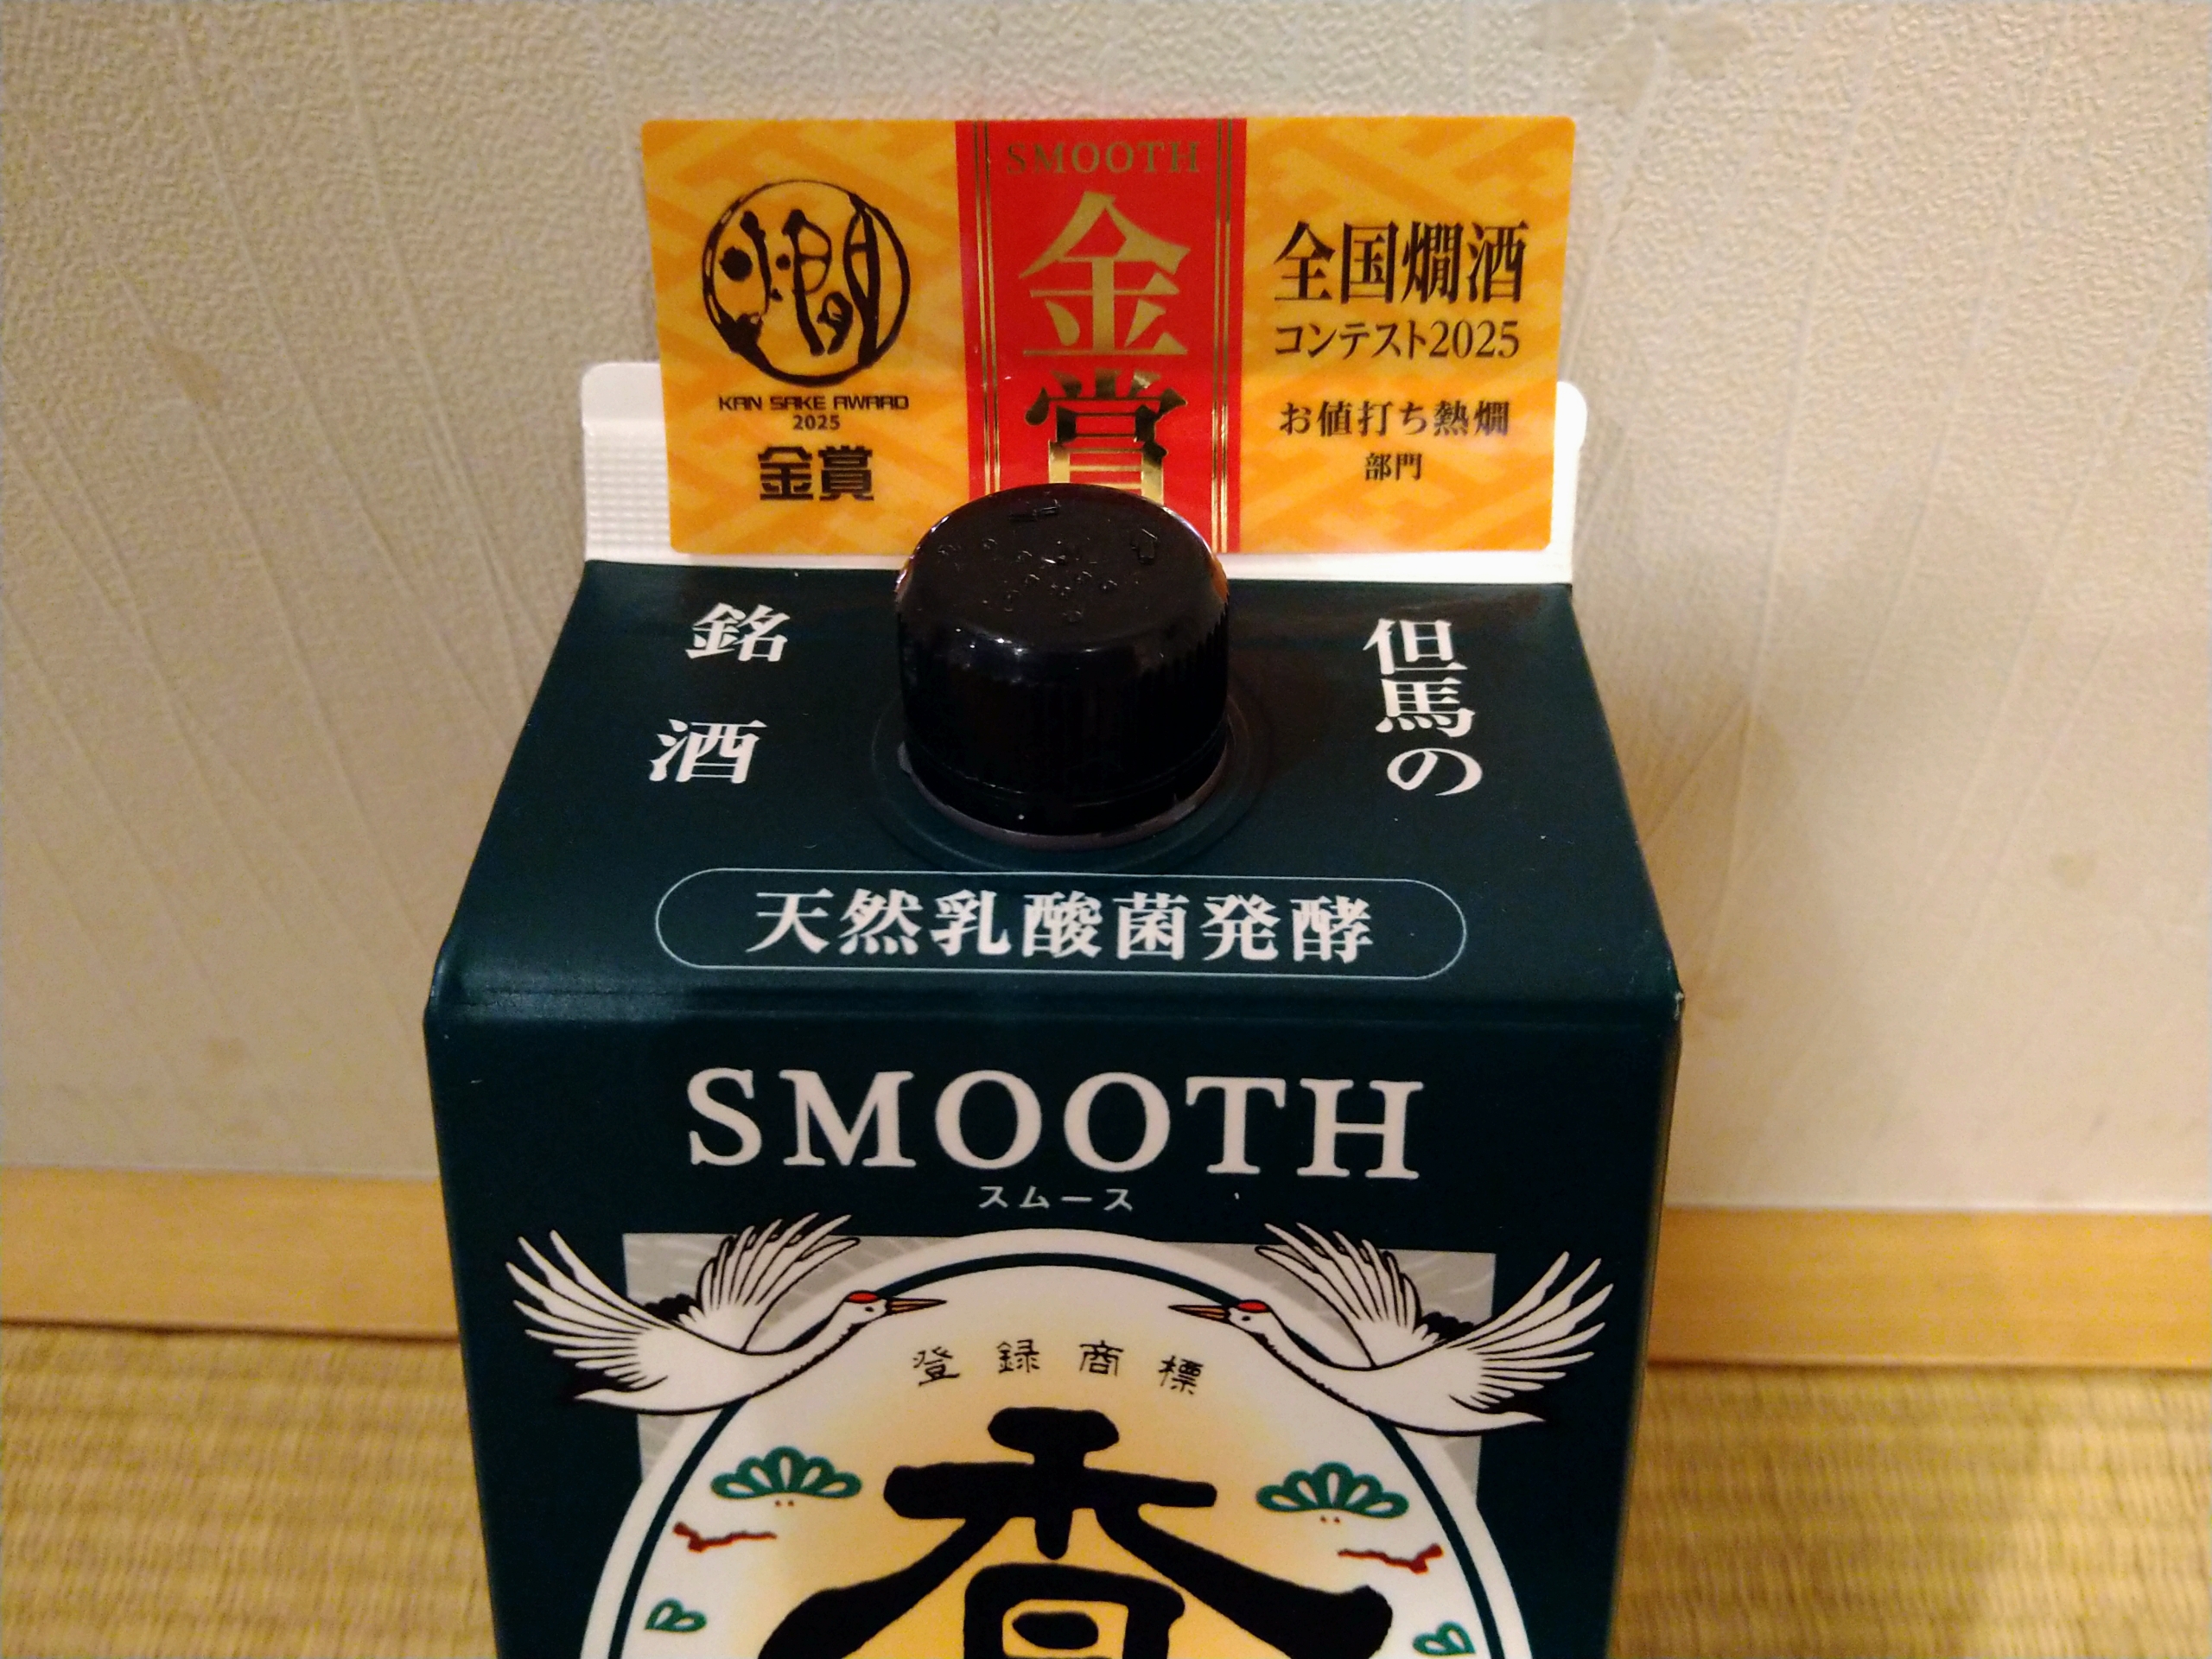 燗
KAN SAKE AWARD
2025
金賞
SMOOTH
金賞
全国燗酒
コンテスト2025
お値打ち熱燗
部門
但馬の
銘酒
天然乳酸菌発酵
SMOOTH
スムース
登録商標
香